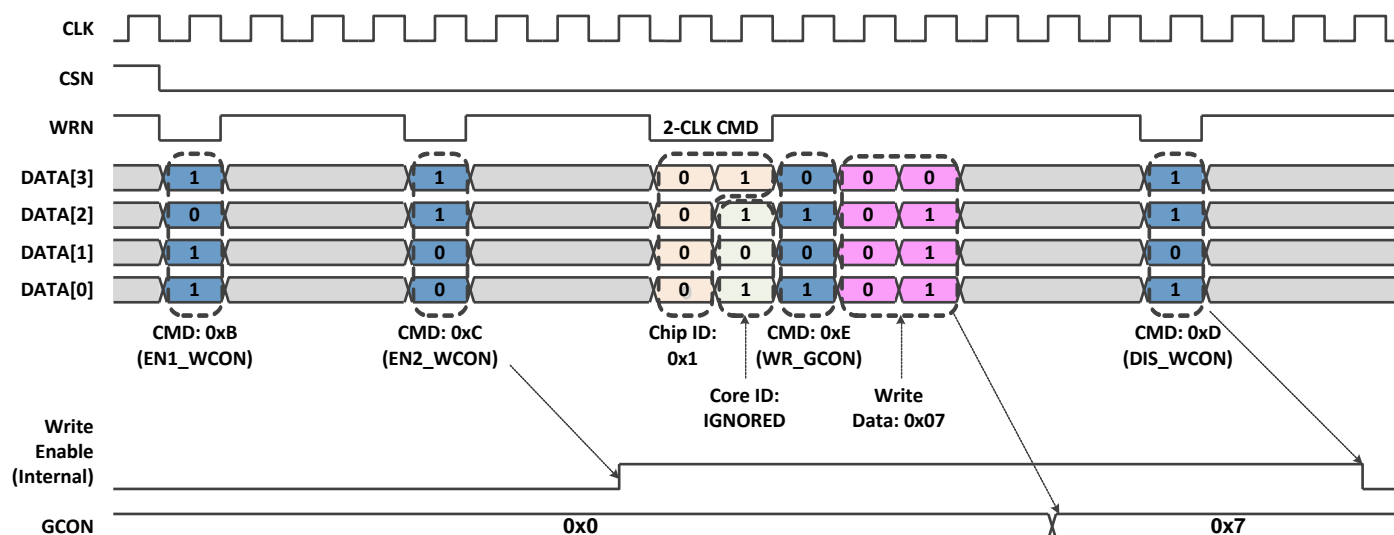 CLK
CSN
WRN 2-CLK CMD
DATA[3] 1 1 0 1 0 0 0 1
DATA[2] 0 1 0 1 1 0 1 1
DATA[1] 1 0 0 0 0 0 1 0
DATA[0] 1 0 0 1 1 0 1 1
CMD: 0xB CMD: 0xC Chip ID: CMD: 0xE CMD: 0xD
(EN1_WCON) (EN2_WCON) 0x1 (WR_GCON) (DIS_WCON)
Core ID: Write
IGNORED Data: 0x07
Write
Enable
(Internal)
GCON 0x0 0x7